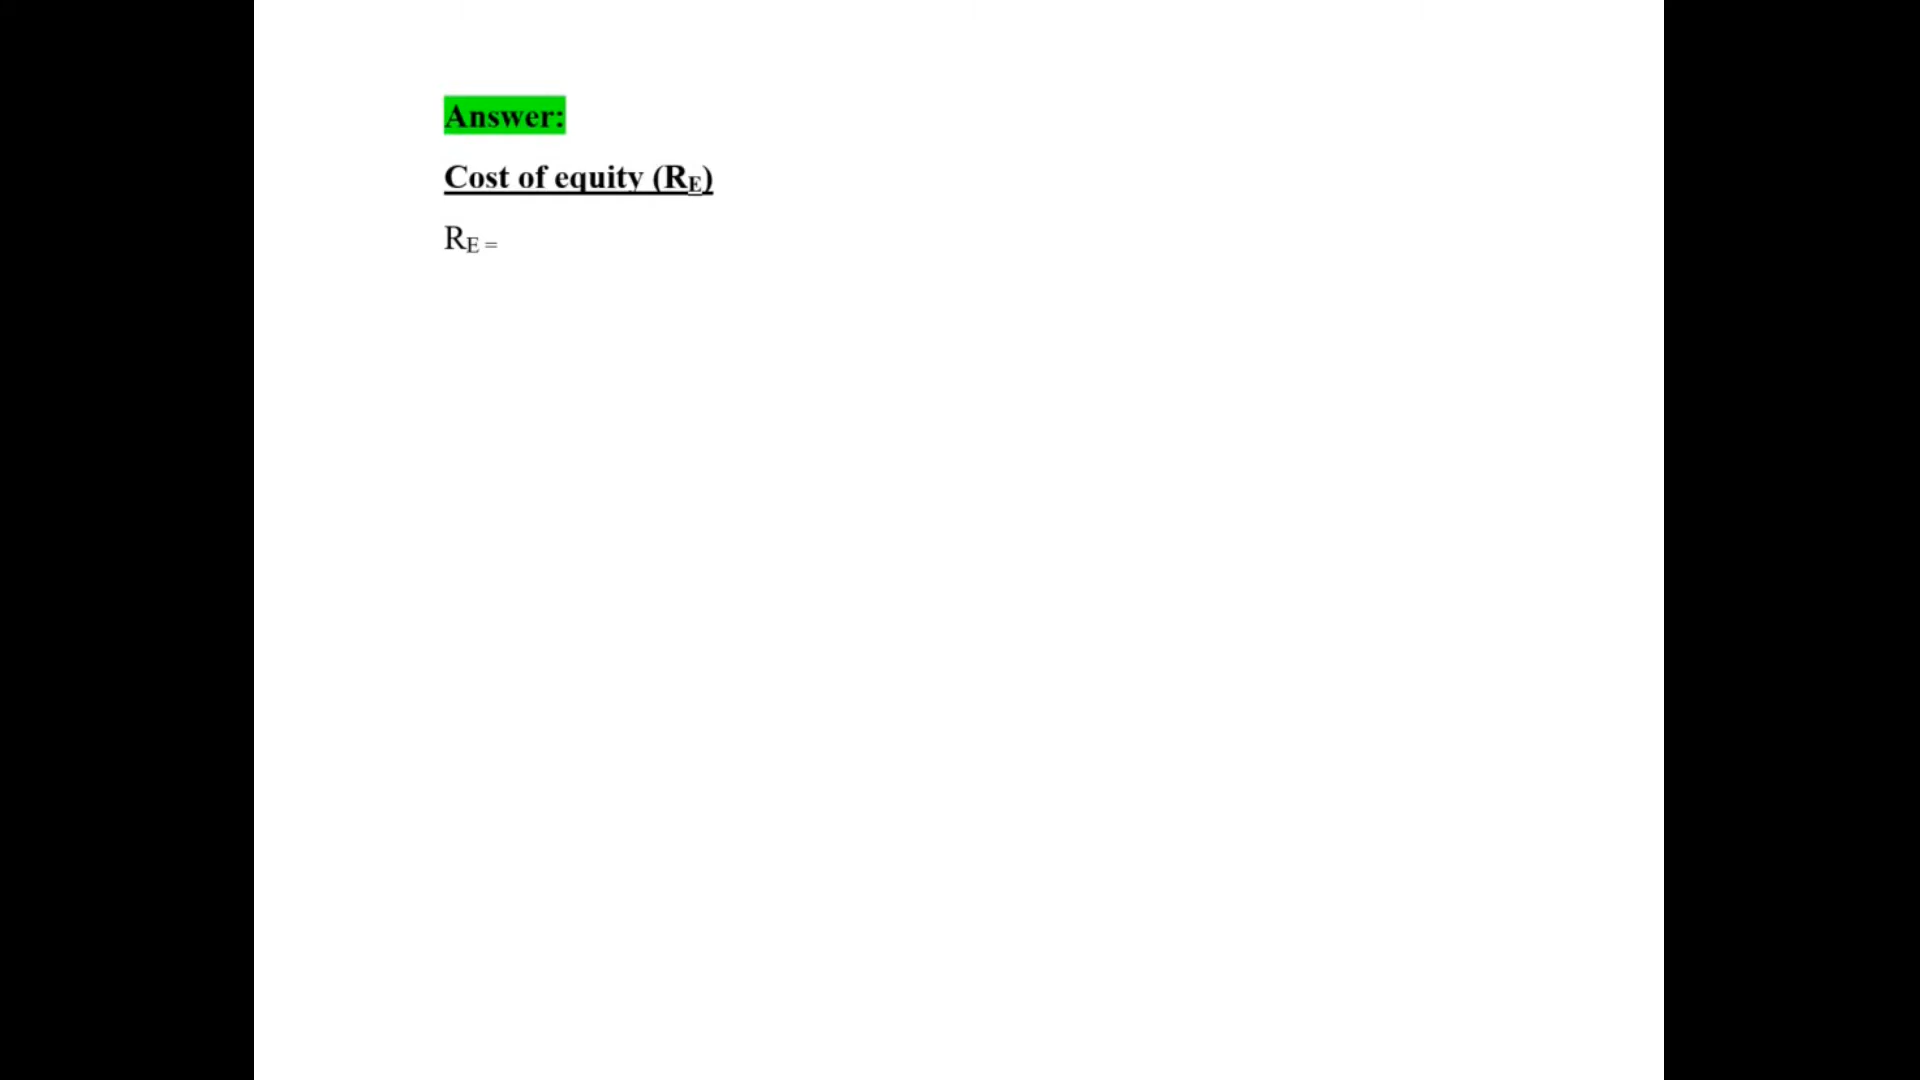 Answer:
Cost of equity (RE)
RE =